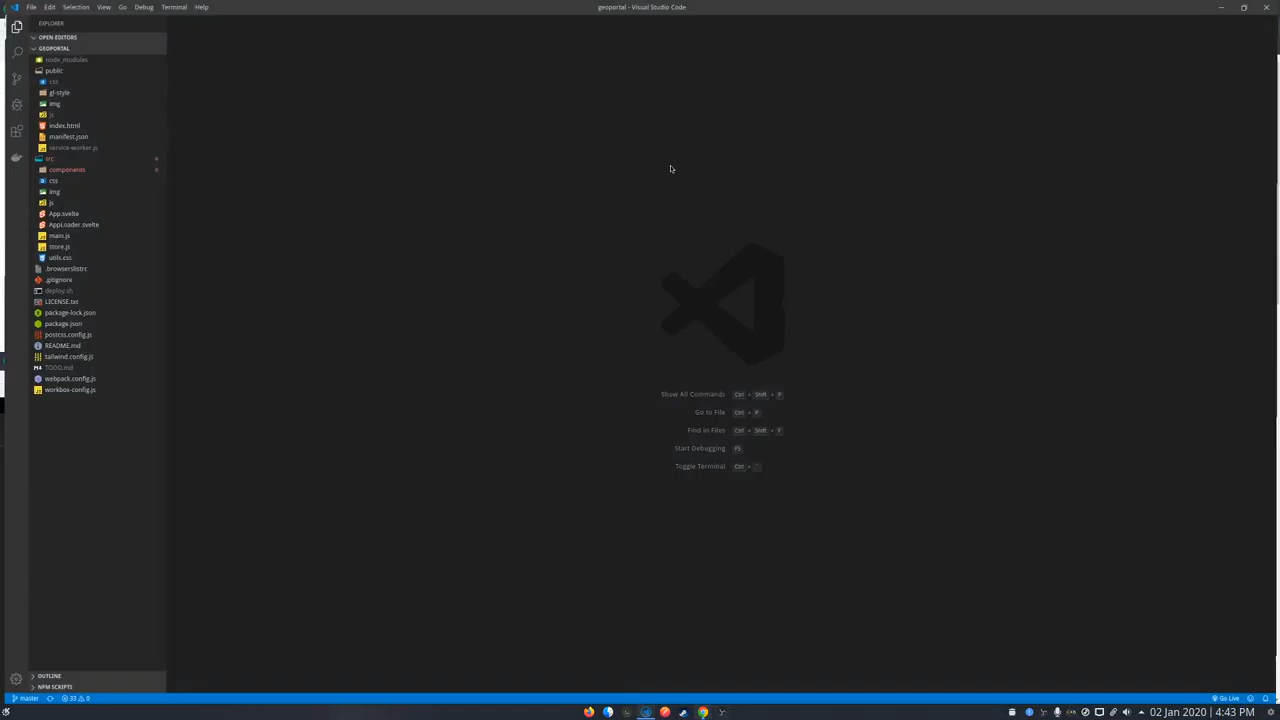 File Edit Selection View Go Debug Terminal Help
geoportal - Visual Studio Code
EXPLORER
OPEN EDITORS
GEOPORTAL
node_modules
public
css
gl-style
img
js
index.html
manifest.json
service-worker.js
src
components
css
img
js
App.svelte
AppLoader.svelte
main.js
store.js
utils.css
.browserslistrc
.gitignore
deploy.sh
LICENSE.txt
package-lock.json
package.json
postcss.config.js
README.md
tailwind.config.js
TODO.md
webpack.config.js
workbox-config.js
Show All Commands Ctrl + Shift + P
Go to File Ctrl + P
Find in Files Ctrl + Shift + F
Start Debugging F5
Toggle Terminal Ctrl + `
OUTLINE
NPM SCRIPTS
master 33 0
Go Live
02 Jan 2020 | 4:43 PM